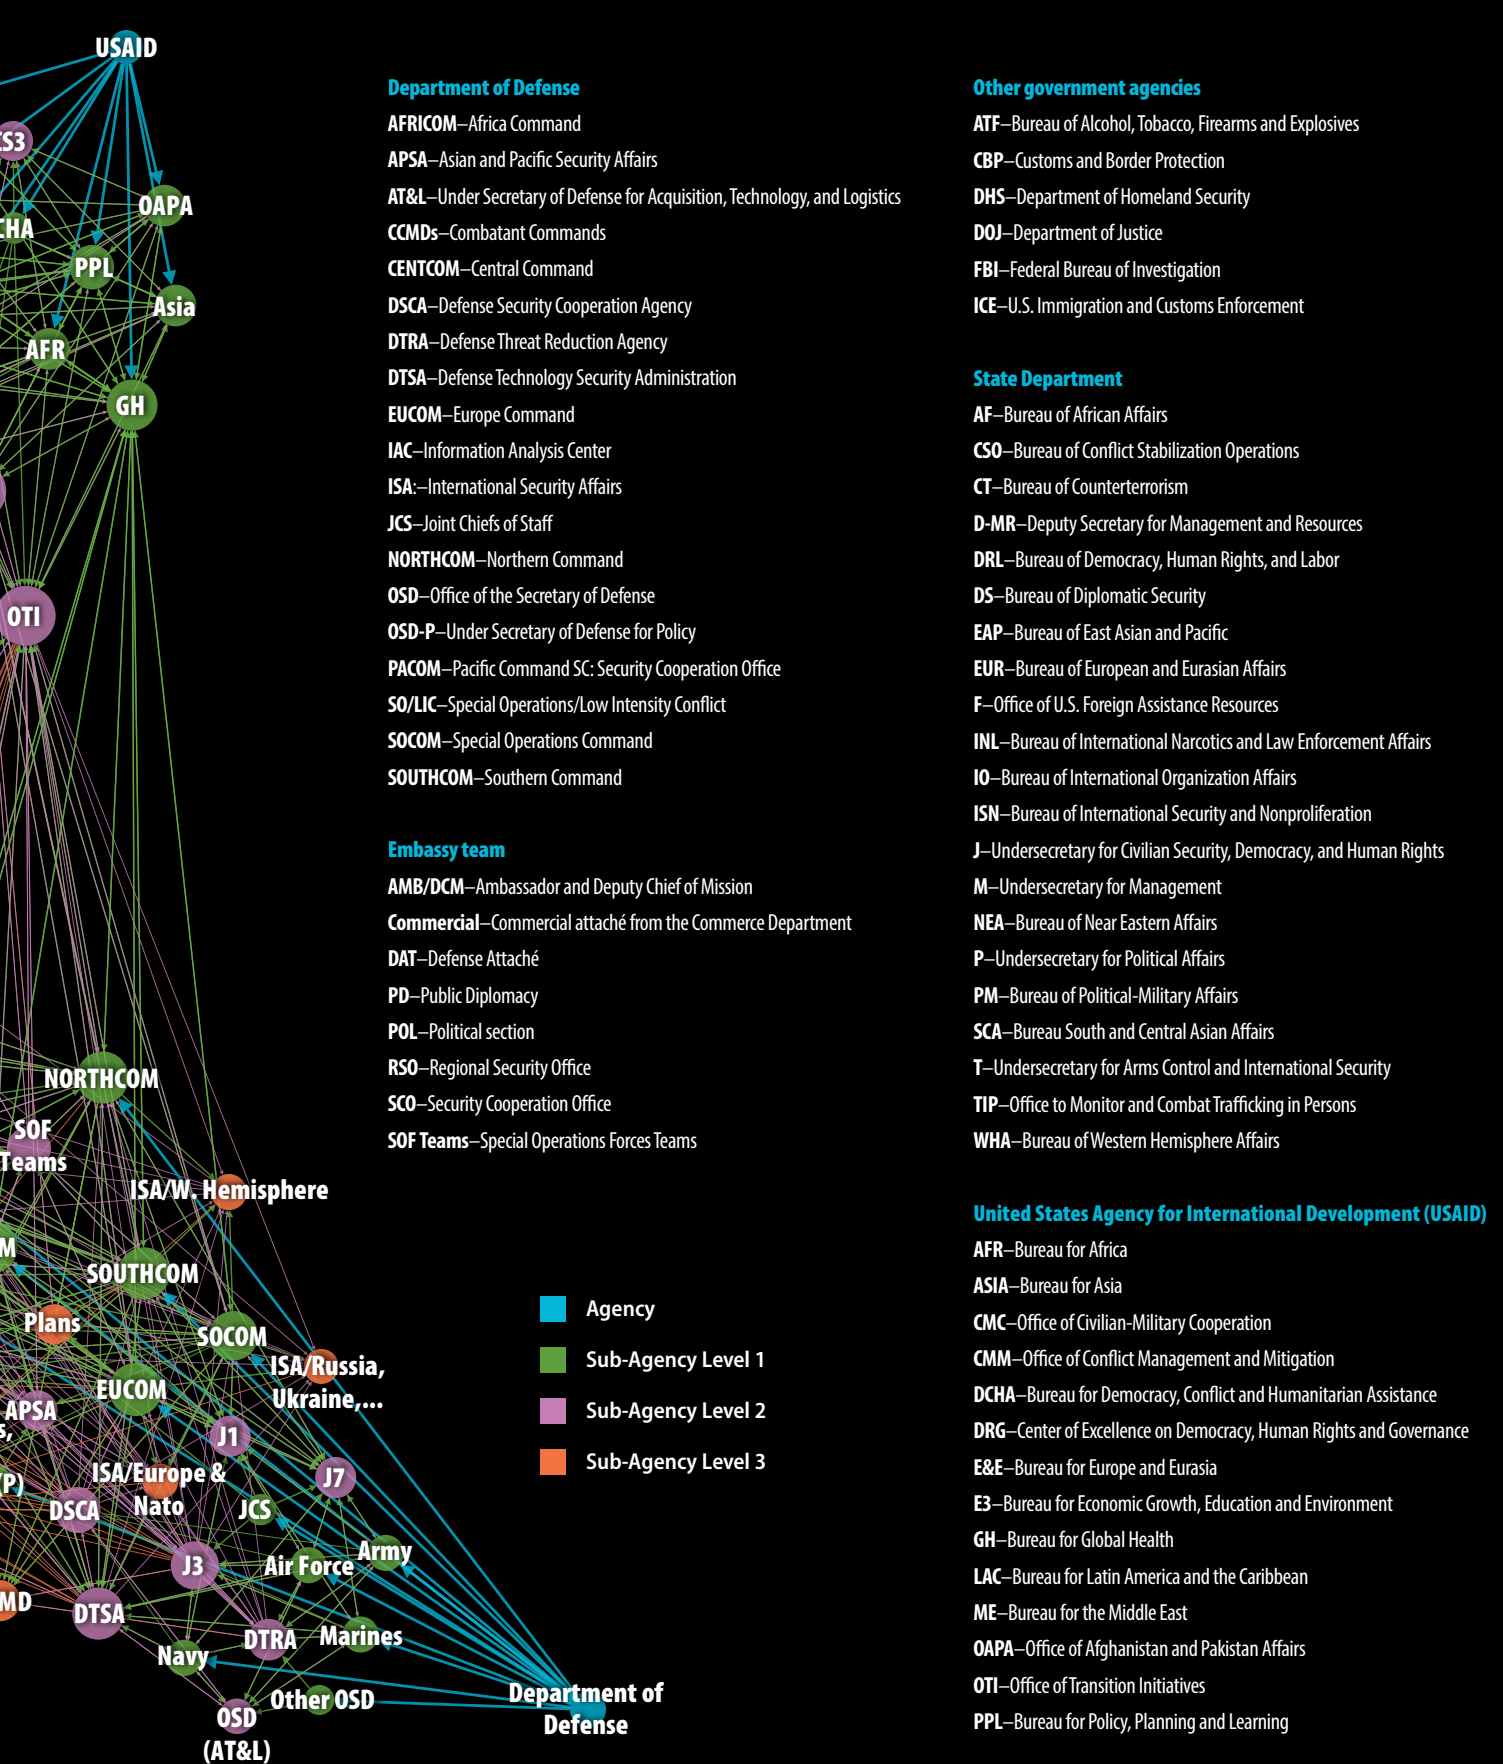 USAID
OAPA
PPL
Asia
AFR
GH
OTI
NORTHCOM
SOF
Teams
ISA/W. Hemisphere
SOUTHCOM
Plans
SOCOM
ISA/Russia,
Ukraine,...
EUCOM
APSA
J1
ISA/Europe &
Nato
J7
DSCA
JCS
J3
Air Force
Army
DTSA
DTRA
Marines
Navy
Other OSD
OSD
(AT&L)
Department of
Defense
Department of Defense
AFRICOM–Africa Command
APSA–Asian and Pacific Security Affairs
AT&L–Under Secretary of Defense for Acquisition, Technology, and Logistics
CCMDs–Combatant Commands
CENTCOM–Central Command
DSCA–Defense Security Cooperation Agency
DTRA–Defense Threat Reduction Agency
DTSA–Defense Technology Security Administration
EUCOM–Europe Command
IAC–Information Analysis Center
ISA:–International Security Affairs
JCS–Joint Chiefs of Staff
NORTHCOM–Northern Command
OSD–Office of the Secretary of Defense
OSD-P–Under Secretary of Defense for Policy
PACOM–Pacific Command SC: Security Cooperation Office
SO/LIC–Special Operations/Low Intensity Conflict
SOCOM–Special Operations Command
SOUTHCOM–Southern Command
Embassy team
AMB/DCM–Ambassador and Deputy Chief of Mission
Commercial–Commercial attaché from the Commerce Department
DAT–Defense Attaché
PD–Public Diplomacy
POL–Political section
RSO–Regional Security Office
SCO–Security Cooperation Office
SOF Teams–Special Operations Forces Teams
Agency
Sub-Agency Level 1
Sub-Agency Level 2
Sub-Agency Level 3
Other government agencies
ATF–Bureau of Alcohol, Tobacco, Firearms and Explosives
CBP–Customs and Border Protection
DHS–Department of Homeland Security
DOJ–Department of Justice
FBI–Federal Bureau of Investigation
ICE–U.S. Immigration and Customs Enforcement
State Department
AF–Bureau of African Affairs
CSO–Bureau of Conflict Stabilization Operations
CT–Bureau of Counterterrorism
D-MR–Deputy Secretary for Management and Resources
DRL–Bureau of Democracy, Human Rights, and Labor
DS–Bureau of Diplomatic Security
EAP–Bureau of East Asian and Pacific
EUR–Bureau of European and Eurasian Affairs
F–Office of U.S. Foreign Assistance Resources
INL–Bureau of International Narcotics and Law Enforcement Affairs
IO–Bureau of International Organization Affairs
ISN–Bureau of International Security and Nonproliferation
J–Undersecretary for Civilian Security, Democracy, and Human Rights
M–Undersecretary for Management
NEA–Bureau of Near Eastern Affairs
P–Undersecretary for Political Affairs
PM–Bureau of Political-Military Affairs
SCA–Bureau South and Central Asian Affairs
T–Undersecretary for Arms Control and International Security
TIP–Office to Monitor and Combat Trafficking in Persons
WHA–Bureau of Western Hemisphere Affairs
United States Agency for International Development (USAID)
AFR–Bureau for Africa
ASIA–Bureau for Asia
CMC–Office of Civilian-Military Cooperation
CMM–Office of Conflict Management and Mitigation
DCHA–Bureau for Democracy, Conflict and Humanitarian Assistance
DRG–Center of Excellence on Democracy, Human Rights and Governance
E&E–Bureau for Europe and Eurasia
E3–Bureau for Economic Growth, Education and Environment
GH–Bureau for Global Health
LAC–Bureau for Latin America and the Caribbean
ME–Bureau for the Middle East
OAPA–Office of Afghanistan and Pakistan Affairs
OTI–Office of Transition Initiatives
PPL–Bureau for Policy, Planning and Learning